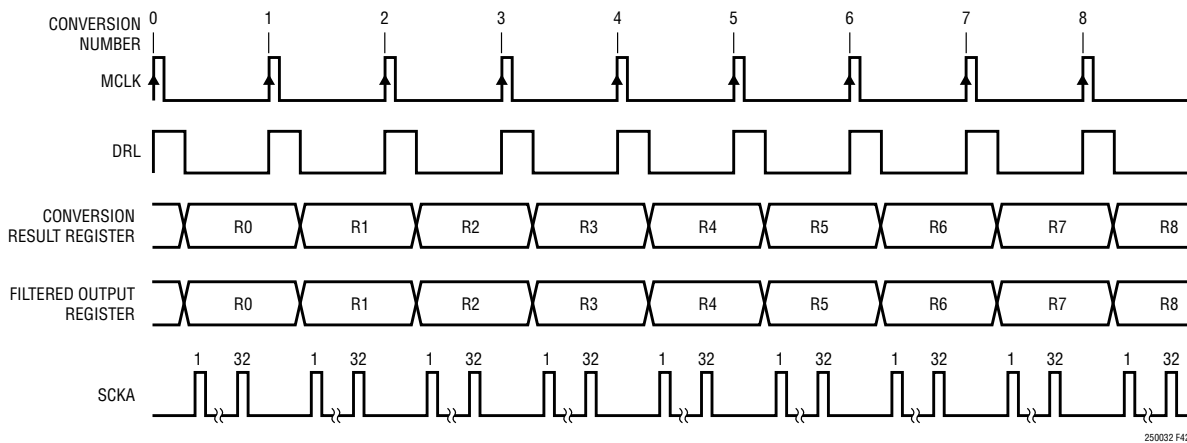 CONVERSION
NUMBER
0 1 2 3 4 5 6 7 8
MCLK
DRL
CONVERSION
RESULT REGISTER
R0 R1 R2 R3 R4 R5 R6 R7 R8
FILTERED OUTPUT
REGISTER
R0 R1 R2 R3 R4 R5 R6 R7 R8
1 32 1 32 1 32 1 32 1 32 1 32 1 32 1 32 1 32
SCKA
250032 F42